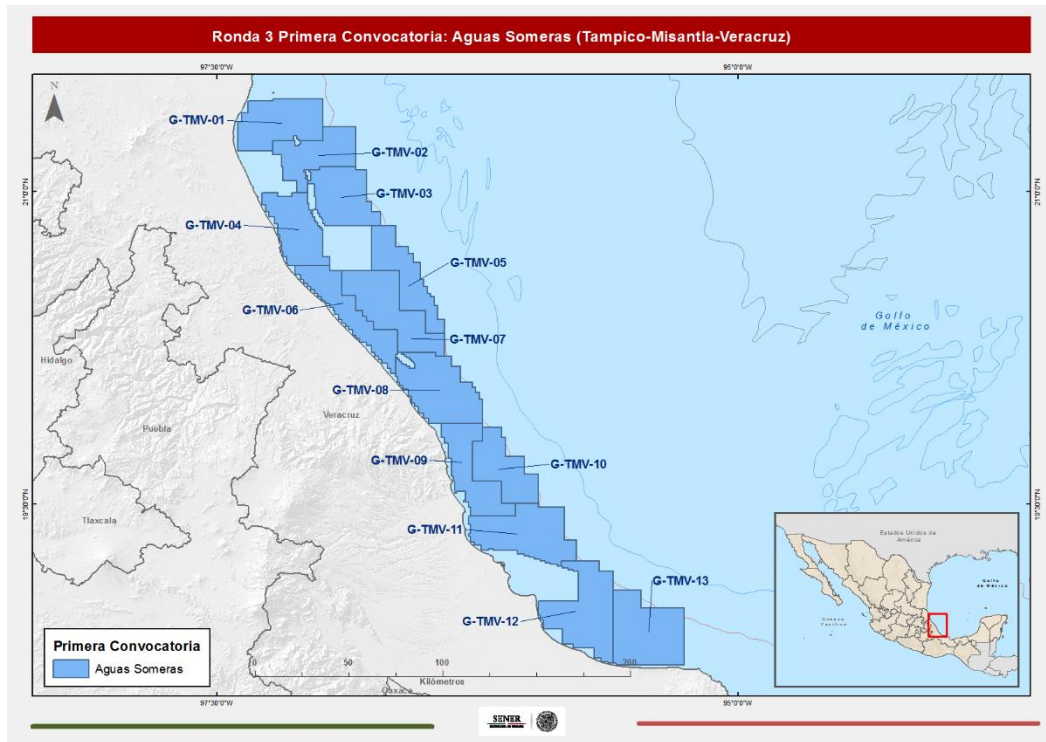 Ronda 3 Primera Convocatoria: Aguas Someras (Tampico-Misantla-Veracruz)
97°30'0"W
95°0'0"W
N
G-TMV-01
G-TMV-02
G-TMV-03
21°0'0"N
21°0'0"N
G-TMV-04
G-TMV-05
G-TMV-06
Golfo
de México
G-TMV-07
Hidalgo
G-TMV-08
Veracruz
Puebla
G-TMV-09
G-TMV-10
19°30'0"N
19°30'0"N
Tlaxcala
G-TMV-11
Estados Unidos de
América
Golfo
de México
Océano
Pacífico
G-TMV-13
G-TMV-12
Primera Convocatoria
Aguas Someras
0 50 100 200
Kilómetros
Oaxaca
97°30'0"W
95°0'0"W
SENER